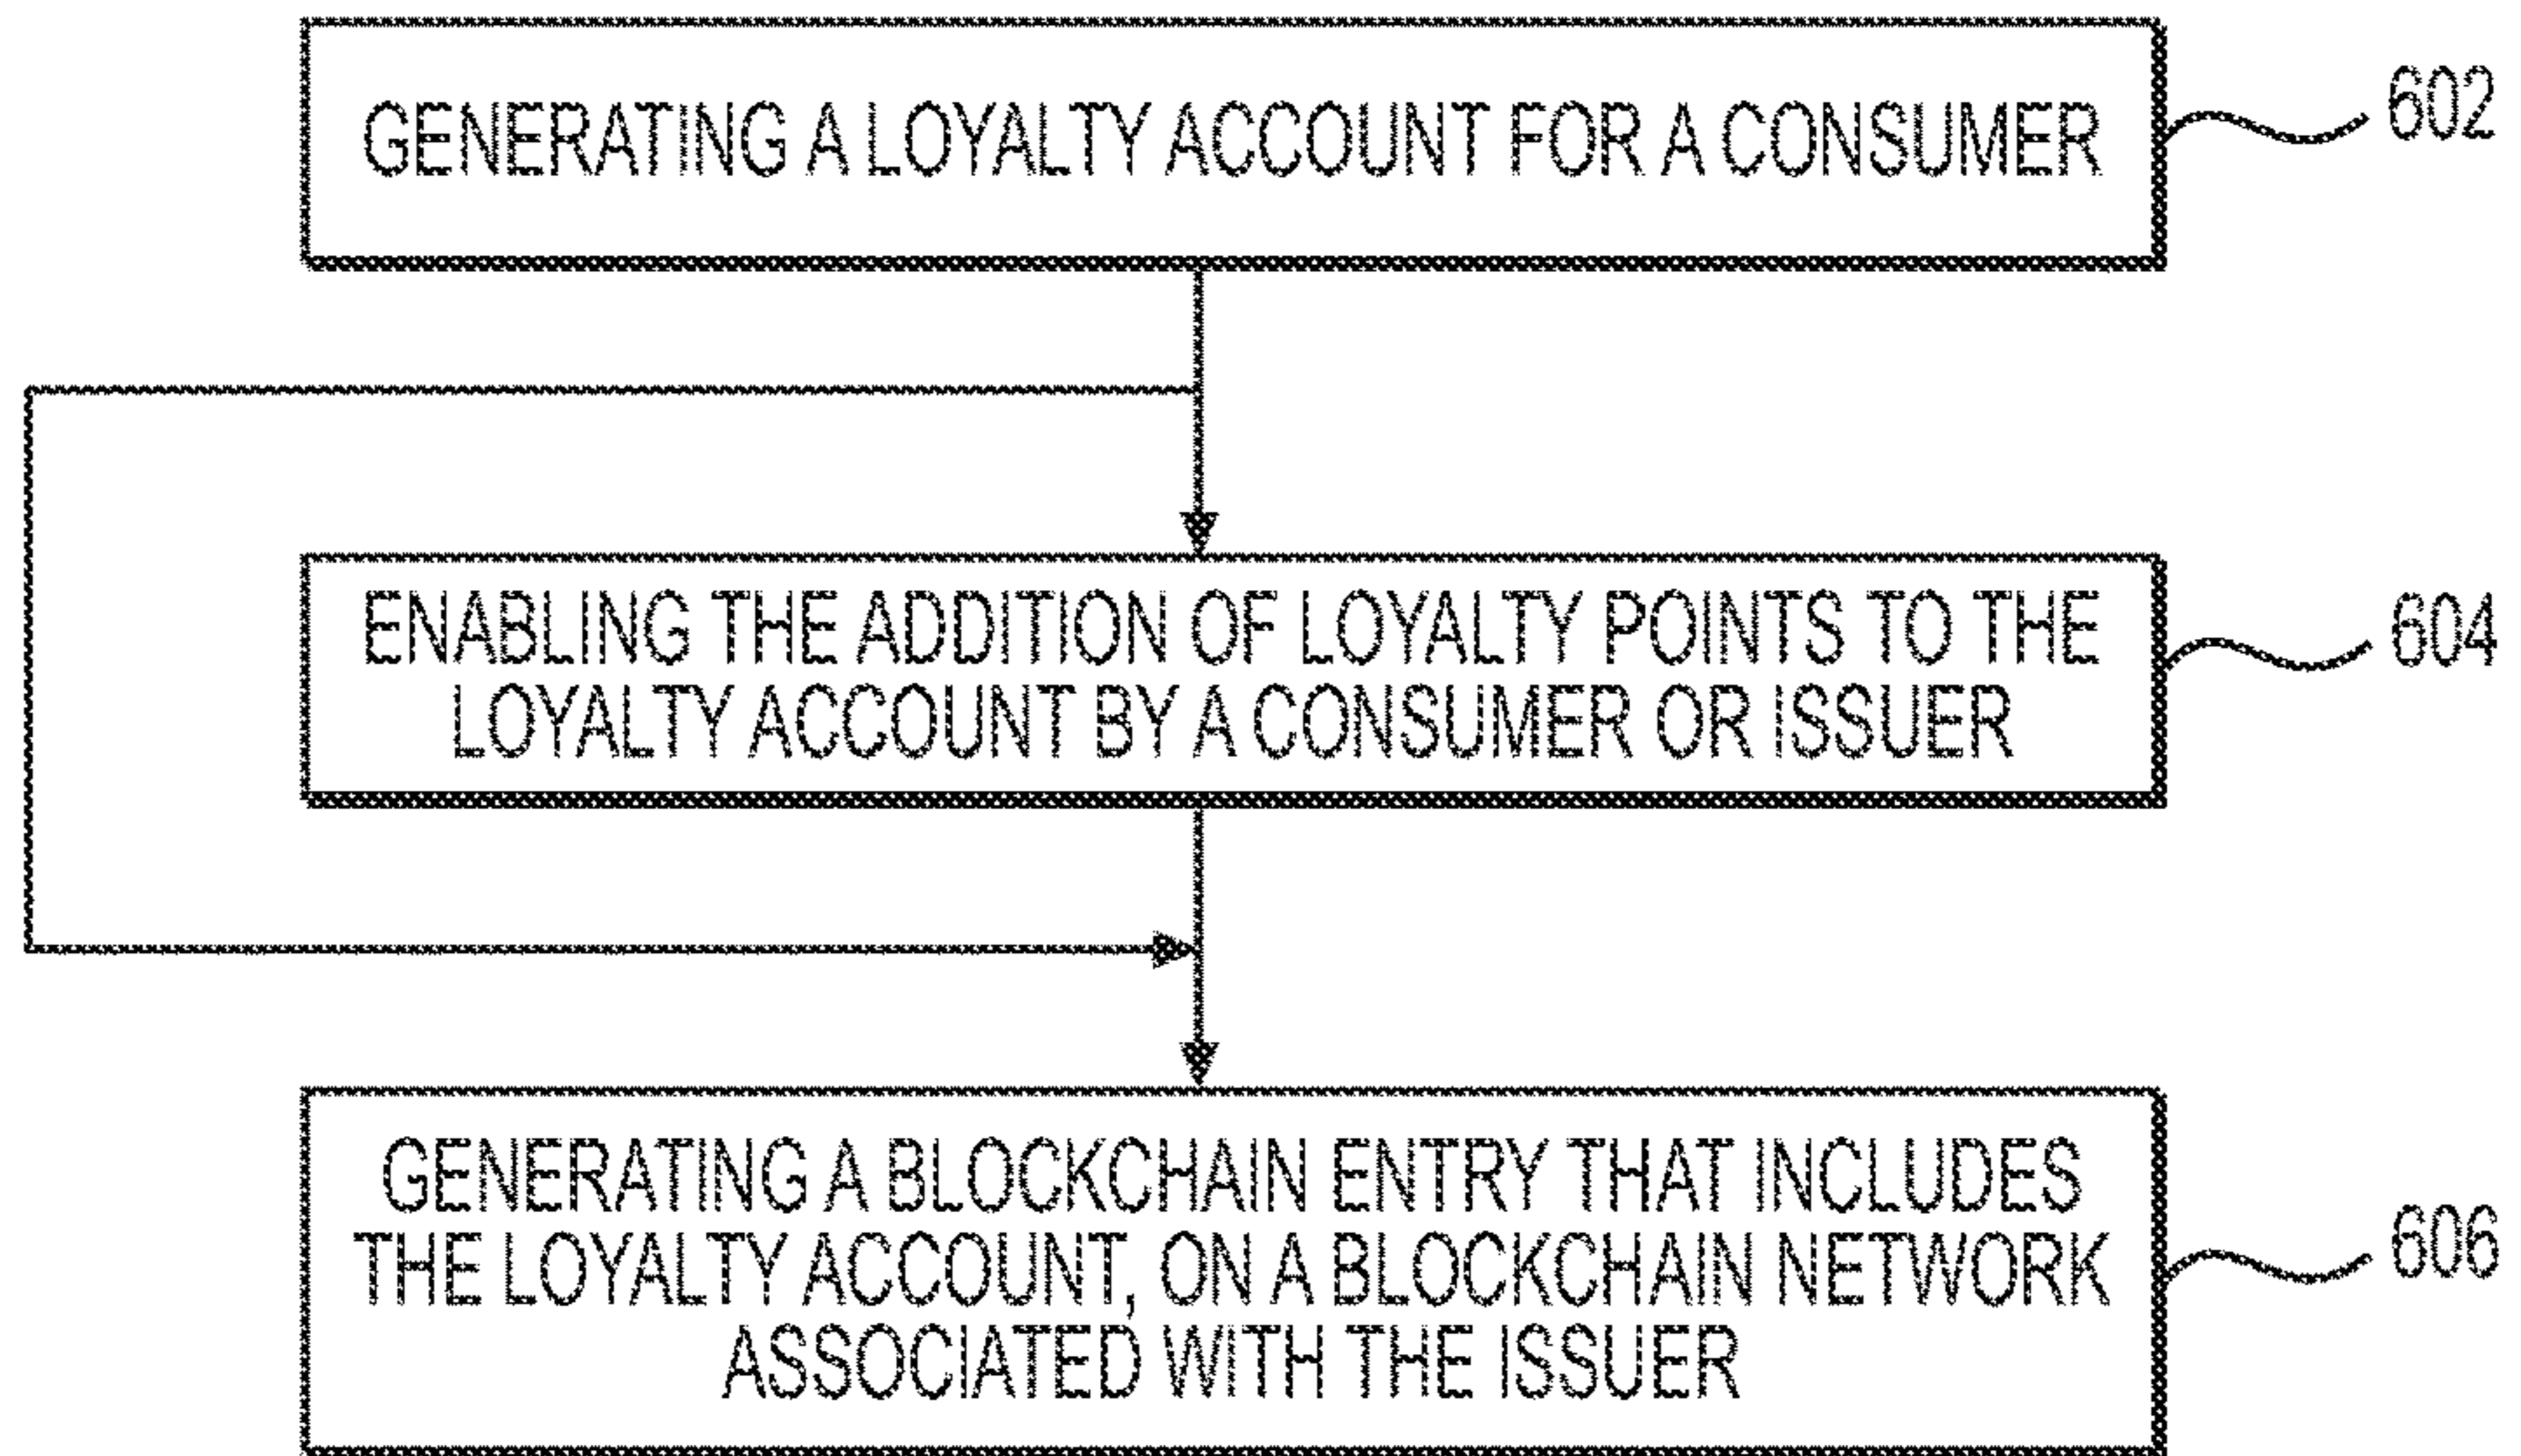 GENERATING A LOYALTY ACCOUNT FOR A CONSUMER
602
ENABLING THE ADDITION OF LOYALTY POINTS TO THE
LOYALTY ACCOUNT BY A CONSUMER OR ISSUER
604
GENERATING A BLOCKCHAIN ENTRY THAT INCLUDES
THE LOYALTY ACCOUNT, ON A BLOCKCHAIN NETWORK
ASSOCIATED WITH THE ISSUER
606